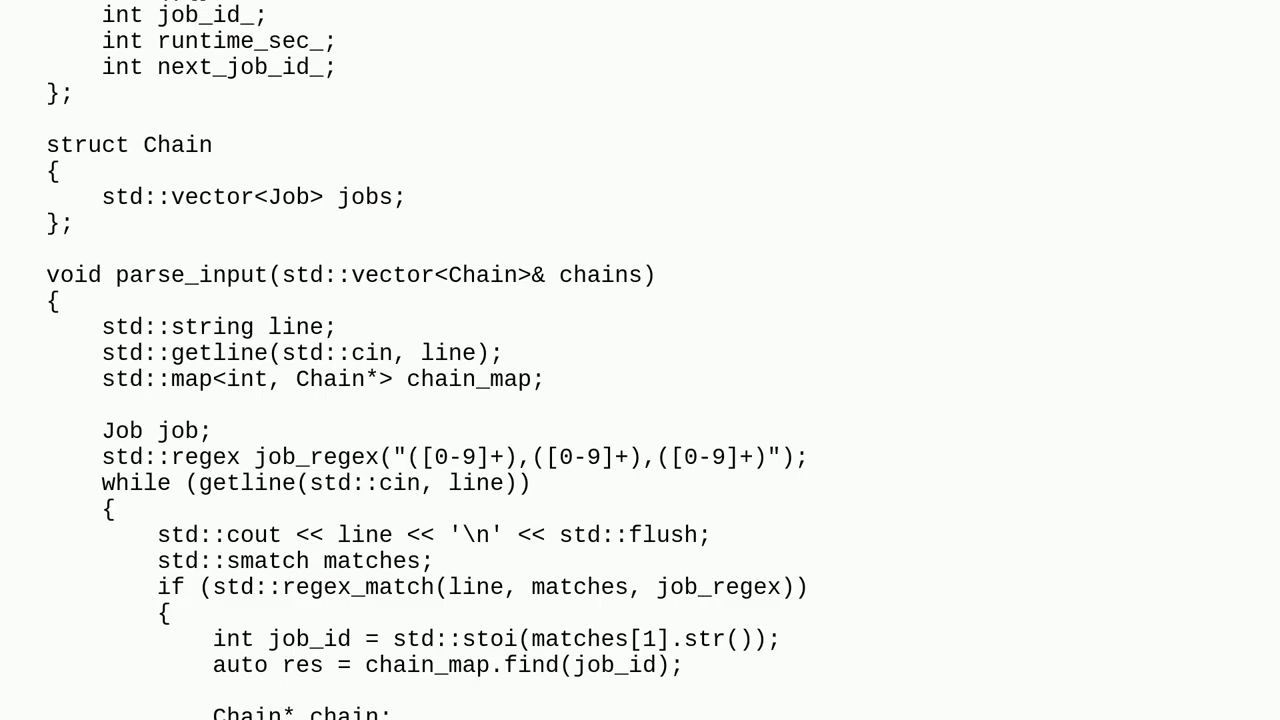 int job_id_;
    int runtime_sec_;
    int next_job_id_;
};

struct Chain
{
    std::vector<Job> jobs;
};

void parse_input(std::vector<Chain>& chains)
{
    std::string line;
    std::getline(std::cin, line);
    std::map<int, Chain*> chain_map;

    Job job;
    std::regex job_regex("([0-9]+),([0-9]+),([0-9]+)");
    while (getline(std::cin, line))
    {
        std::cout << line << '\n' << std::flush;
        std::smatch matches;
        if (std::regex_match(line, matches, job_regex))
        {
            int job_id = std::stoi(matches[1].str());
            auto res = chain_map.find(job_id);

            Chain* chain;